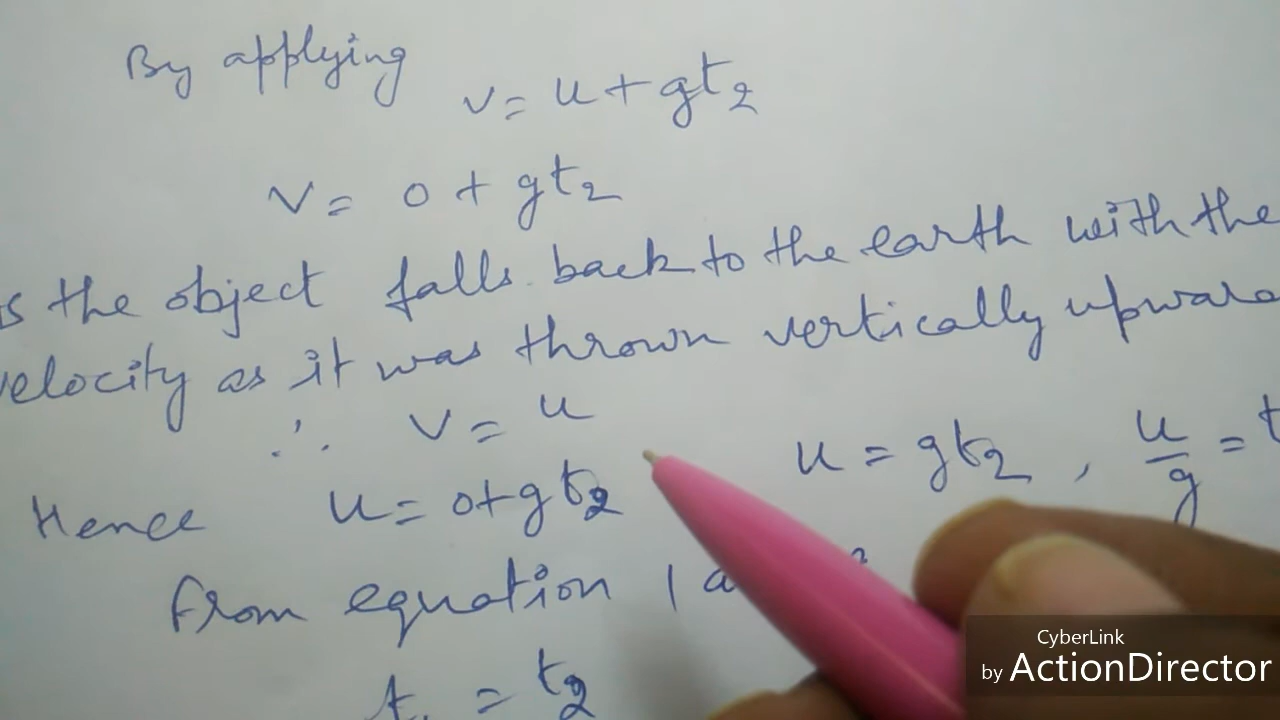 By applying
v = u + gt2
v = 0 + gt2
the object falls back to the earth with the
velocity as it was thrown vertically upward
∴ v = u
Hence u = 0 + gt2 u = gt2, u/g = t
from equation 1
= t2
CyberLink
by ActionDirector